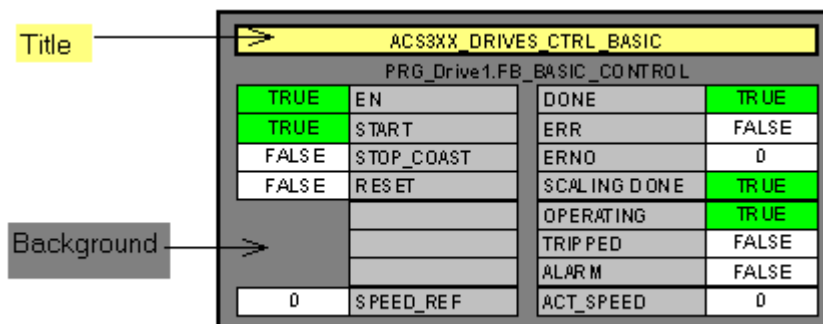 Title
ACS3XX_DRIVES_CTRL_BASIC
PRG_Drive1.FB_BASIC_CONTROL
TRUE EN DONE TRUE
TRUE START ERR FALSE
FALSE STOP_COAST ERNO 0
FALSE RESET SCALING DONE TRUE
OPERATING TRUE
Background
TRIPPED FALSE
ALARM FALSE
0 SPEED_REF ACT_SPEED 0